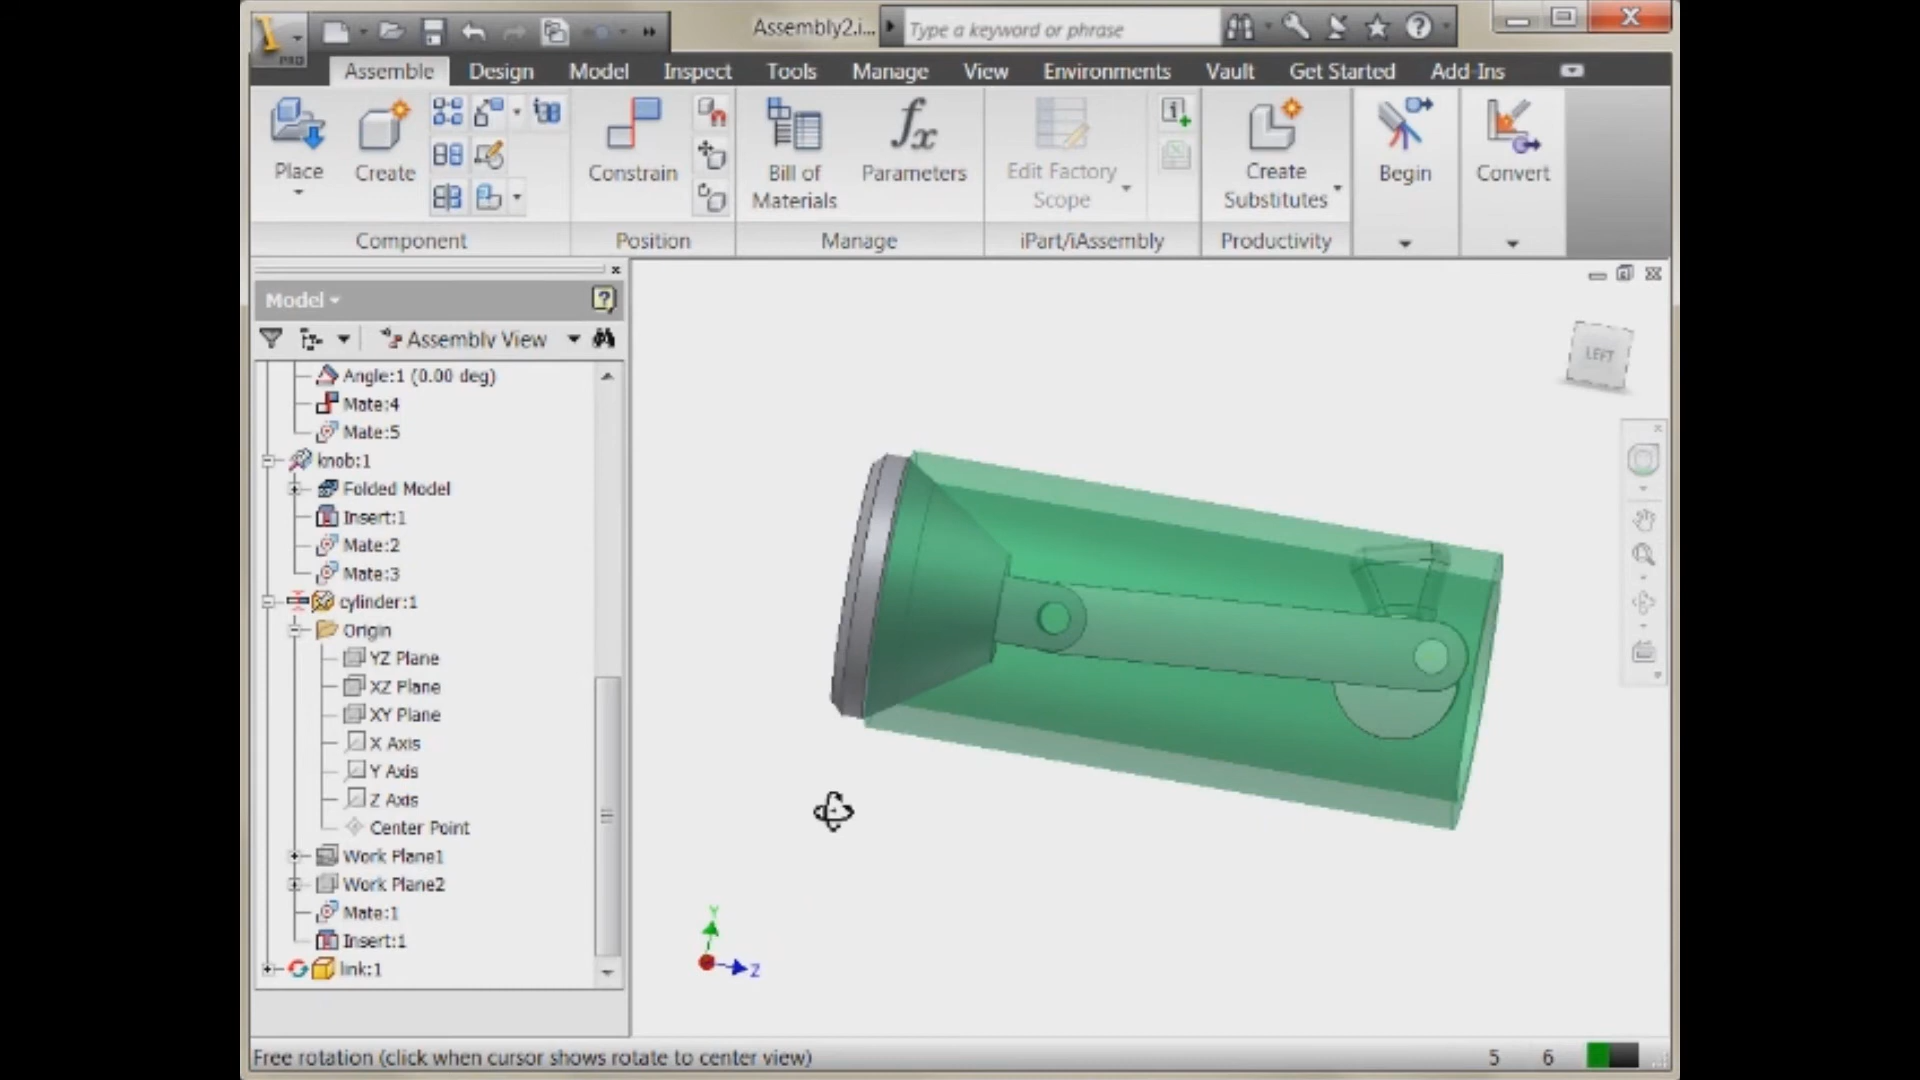 PRO
Assembly2.i...
Type a keyword or phrase
Assemble Design Model Inspect Tools Manage View Environments Vault Get Started Add-Ins
Place Create Constrain Bill of Materials Parameters Edit Factory Scope Create Substitutes Begin Convert
Component Position Manage iPart/iAssembly Productivity
Model
Assembly View
Angle:1 (0.00 deg)
Mate:4
Mate:5
knob:1
Folded Model
Insert:1
Mate:2
Mate:3
cylinder:1
Origin
YZ Plane
XZ Plane
XY Plane
X Axis
Y Axis
Z Axis
Center Point
Work Plane1
Work Plane2
Mate:1
Insert:1
link:1
LEFT
Y
Z
Free rotation (click when cursor shows rotate to center view)
5 6